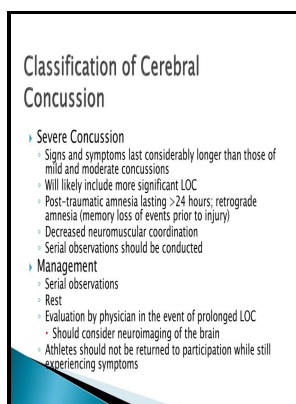 Classification of Cerebral
Concussion
Severe Concussion
Signs and symptoms last considerably longer than those of
mild and moderate concussions
Will likely include more significant LOC
Post-traumatic amnesia lasting >24 hours; retrograde
amnesia (memory loss of events prior to injury)
Decreased neuromuscular coordination
Serial observations should be conducted
Management
Serial observations
Rest
Evaluation by physician in the event of prolonged LOC
Should consider neuroimaging of the brain
Athletes should not be returned to participation while still
experiencing symptoms